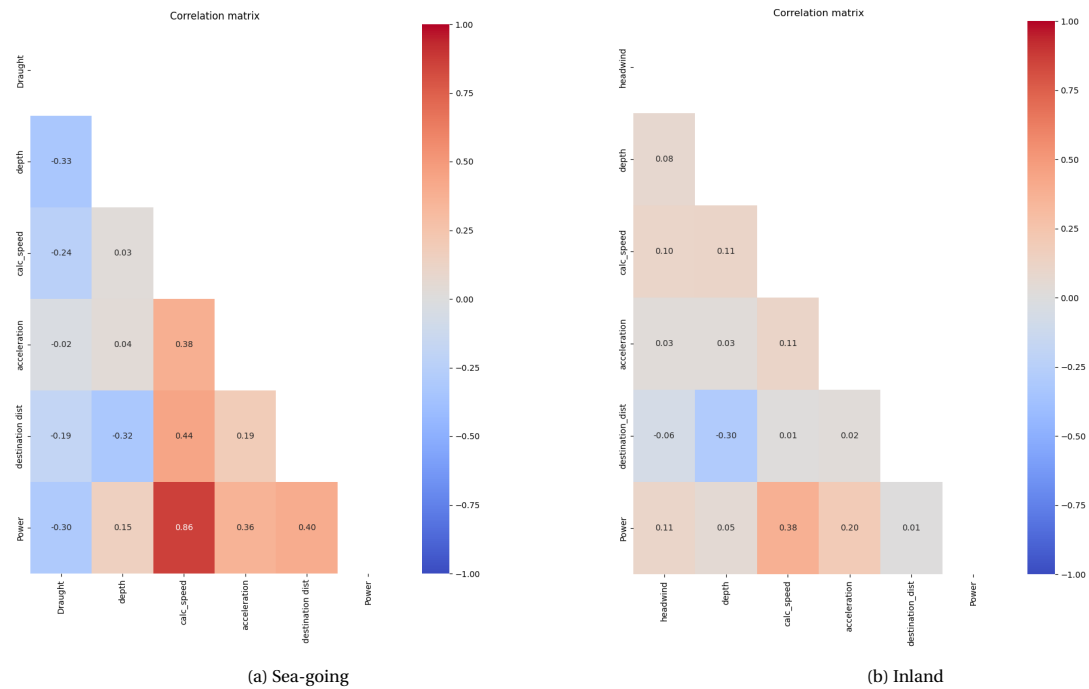 Correlation matrix
Draught
depth
-0.33
calc_speed
-0.24 0.03
acceleration
-0.02 0.04 0.38
destination dist
-0.19 -0.32 0.44 0.19
Power
-0.30 0.15 0.86 0.36 0.40
Draught
depth
calc_speed
acceleration
destination dist
Power
1.00
0.75
0.50
0.25
0.00
−0.25
−0.50
−0.75
−1.00
(a) Sea-going
Correlation matrix
headwind
depth
0.08
calc_speed
0.10 0.11
acceleration
0.03 0.03 0.11
destination_dist
-0.06 -0.30 0.01 0.02
Power
0.11 0.05 0.38 0.20 0.01
headwind
depth
calc_speed
acceleration
destination_dist
Power
1.00
0.75
0.50
0.25
0.00
−0.25
−0.50
−0.75
−1.00
(b) Inland